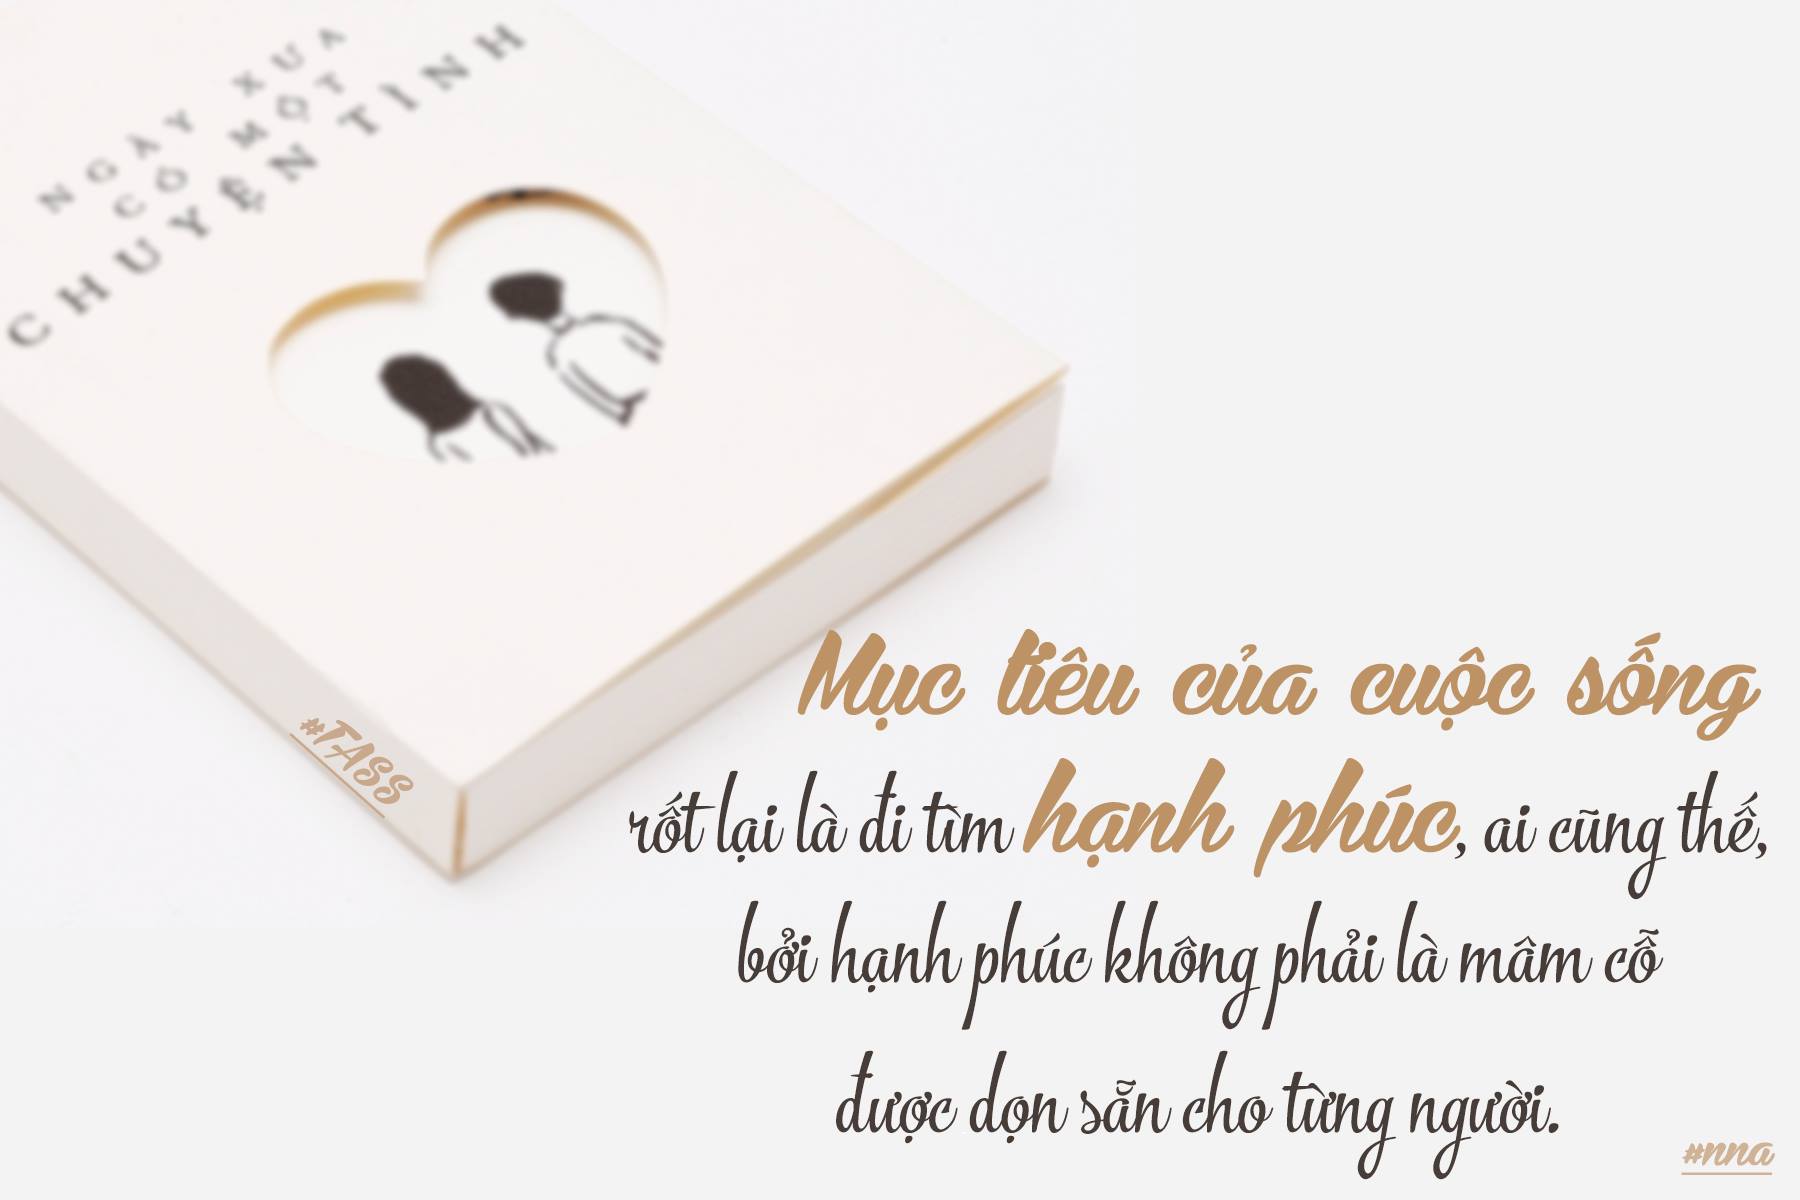 NGÀY XƯA
CÓ MỘT
CHUYỆN TÌNH
#TASS
Mục tiêu của cuộc sống
rốt lại là đi tìm hạnh phúc, ai cũng thế,
bởi hạnh phúc không phải là mâm cỗ
được dọn sẵn cho từng người.
#nna